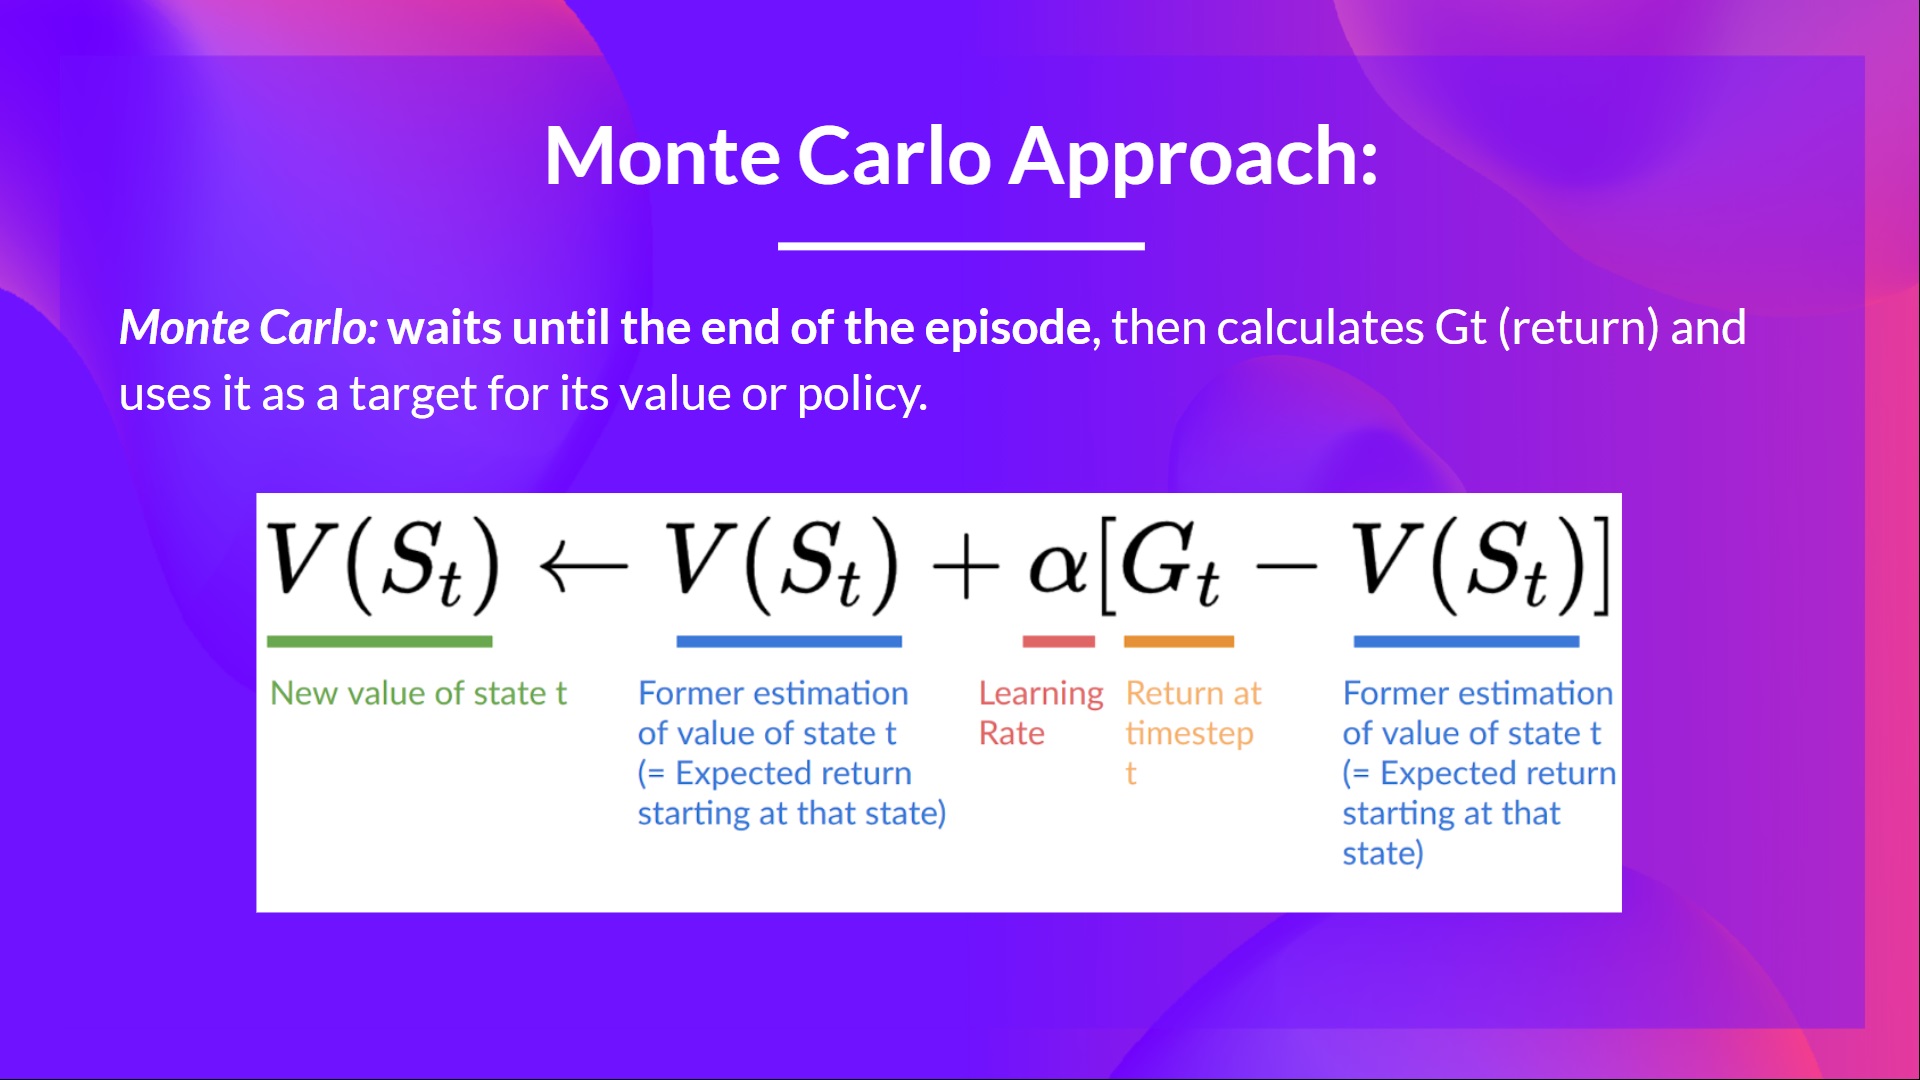 Monte Carlo Approach:
Monte Carlo: waits until the end of the episode, then calculates Gt (return) and
uses it as a target for its value or policy.
V(S_t) ← V(S_t) + α[G_t − V(S_t)]
New value of state t
Former estimation
of value of state t
(= Expected return
starting at that state)
Learning
Rate
Return at
timestep
t
Former estimation
of value of state t
(= Expected return
starting at that
state)